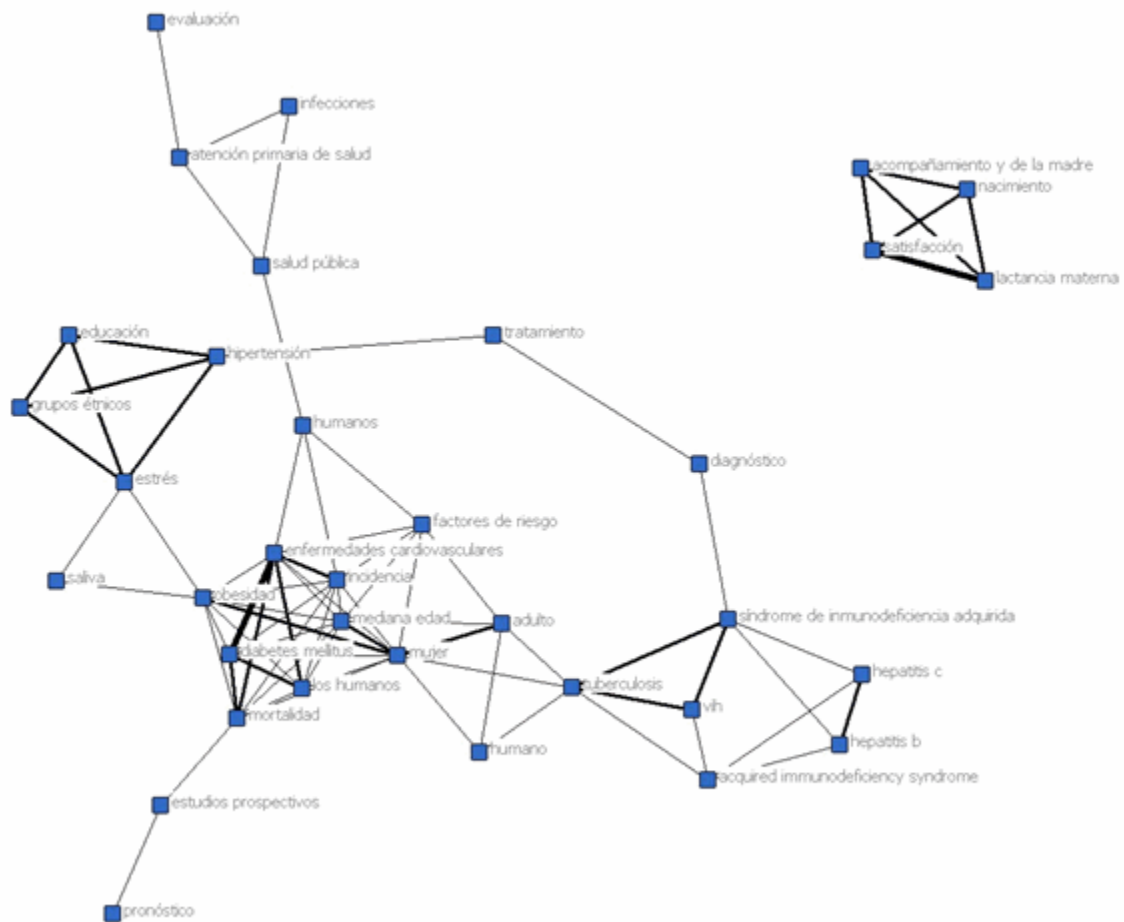 evaluación
infecciones
atención primaria de salud
acompañamiento y de la madre
nacimiento
satisfacción
salud pública
lactancia materna
educación
tratamiento
hipertensión
grupos étnicos
humanos
diagnóstico
estrés
factores de riesgo
enfermedades cardiovasculares
saliva
incidencia
obesidad
mediana edad
adulto
síndrome de inmunodeficiencia adquirida
diabetes mellitus
mujer
hepatitis c
los humanos
tuberculosis
vih
mortalidad
humano
hepatitis b
acquired immunodeficiency syndrome
estudios prospectivos
pronóstico